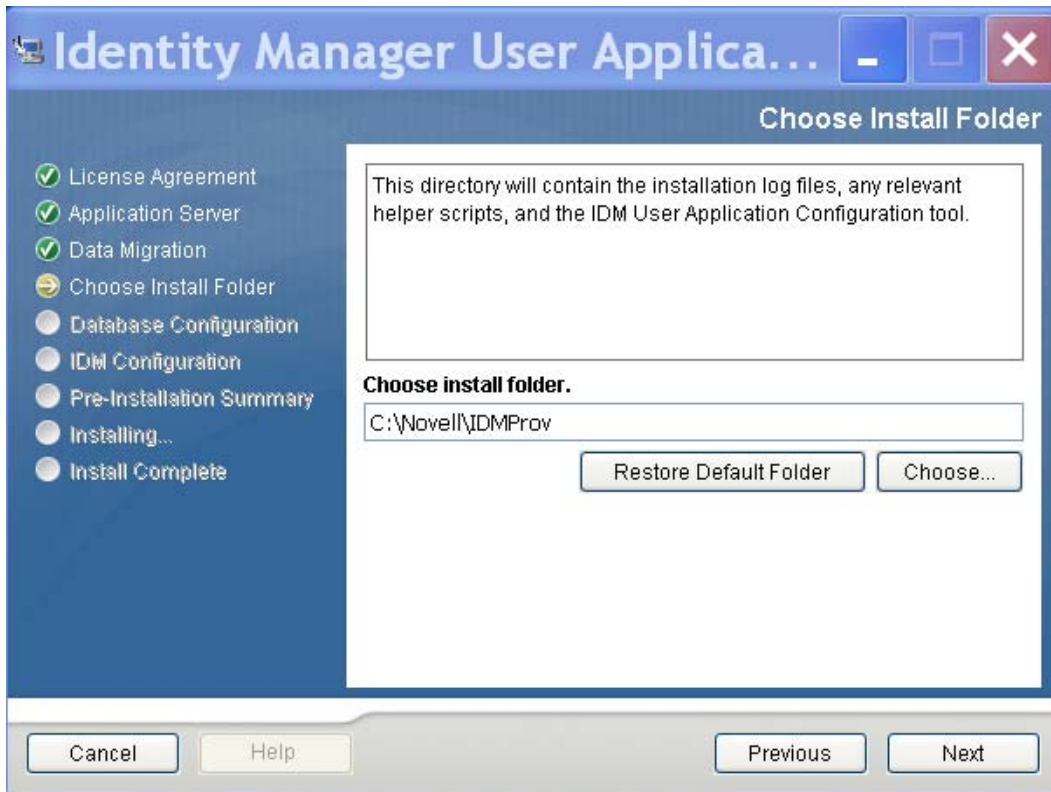 Identity Manager User Applica...
Choose Install Folder
License Agreement
Application Server
Data Migration
Choose Install Folder
Database Configuration
IDM Configuration
Pre-Installation Summary
Installing...
Install Complete
This directory will contain the installation log files, any relevant
helper scripts, and the IDM User Application Configuration tool.
Choose install folder.
C:\Novell\IDMProv
Restore Default Folder
Choose...
Cancel
Help
Previous
Next